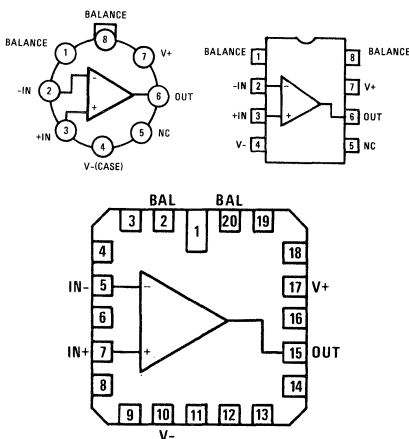 BALANCE
8
BALANCE
1
7
V+
-
-IN
2
6
OUT
+
+IN
3
5
NC
4
V-(CASE)
BALANCE
1
8
BALANCE
-IN
2
-
7
V+
+IN
3
+
6
OUT
V-
4
5
NC
BAL BAL
3 2 1 20 19
4 18
IN- 5 - 17 V+
6 16
IN+ 7 + 15 OUT
8 14
9 10 11 12 13
V-